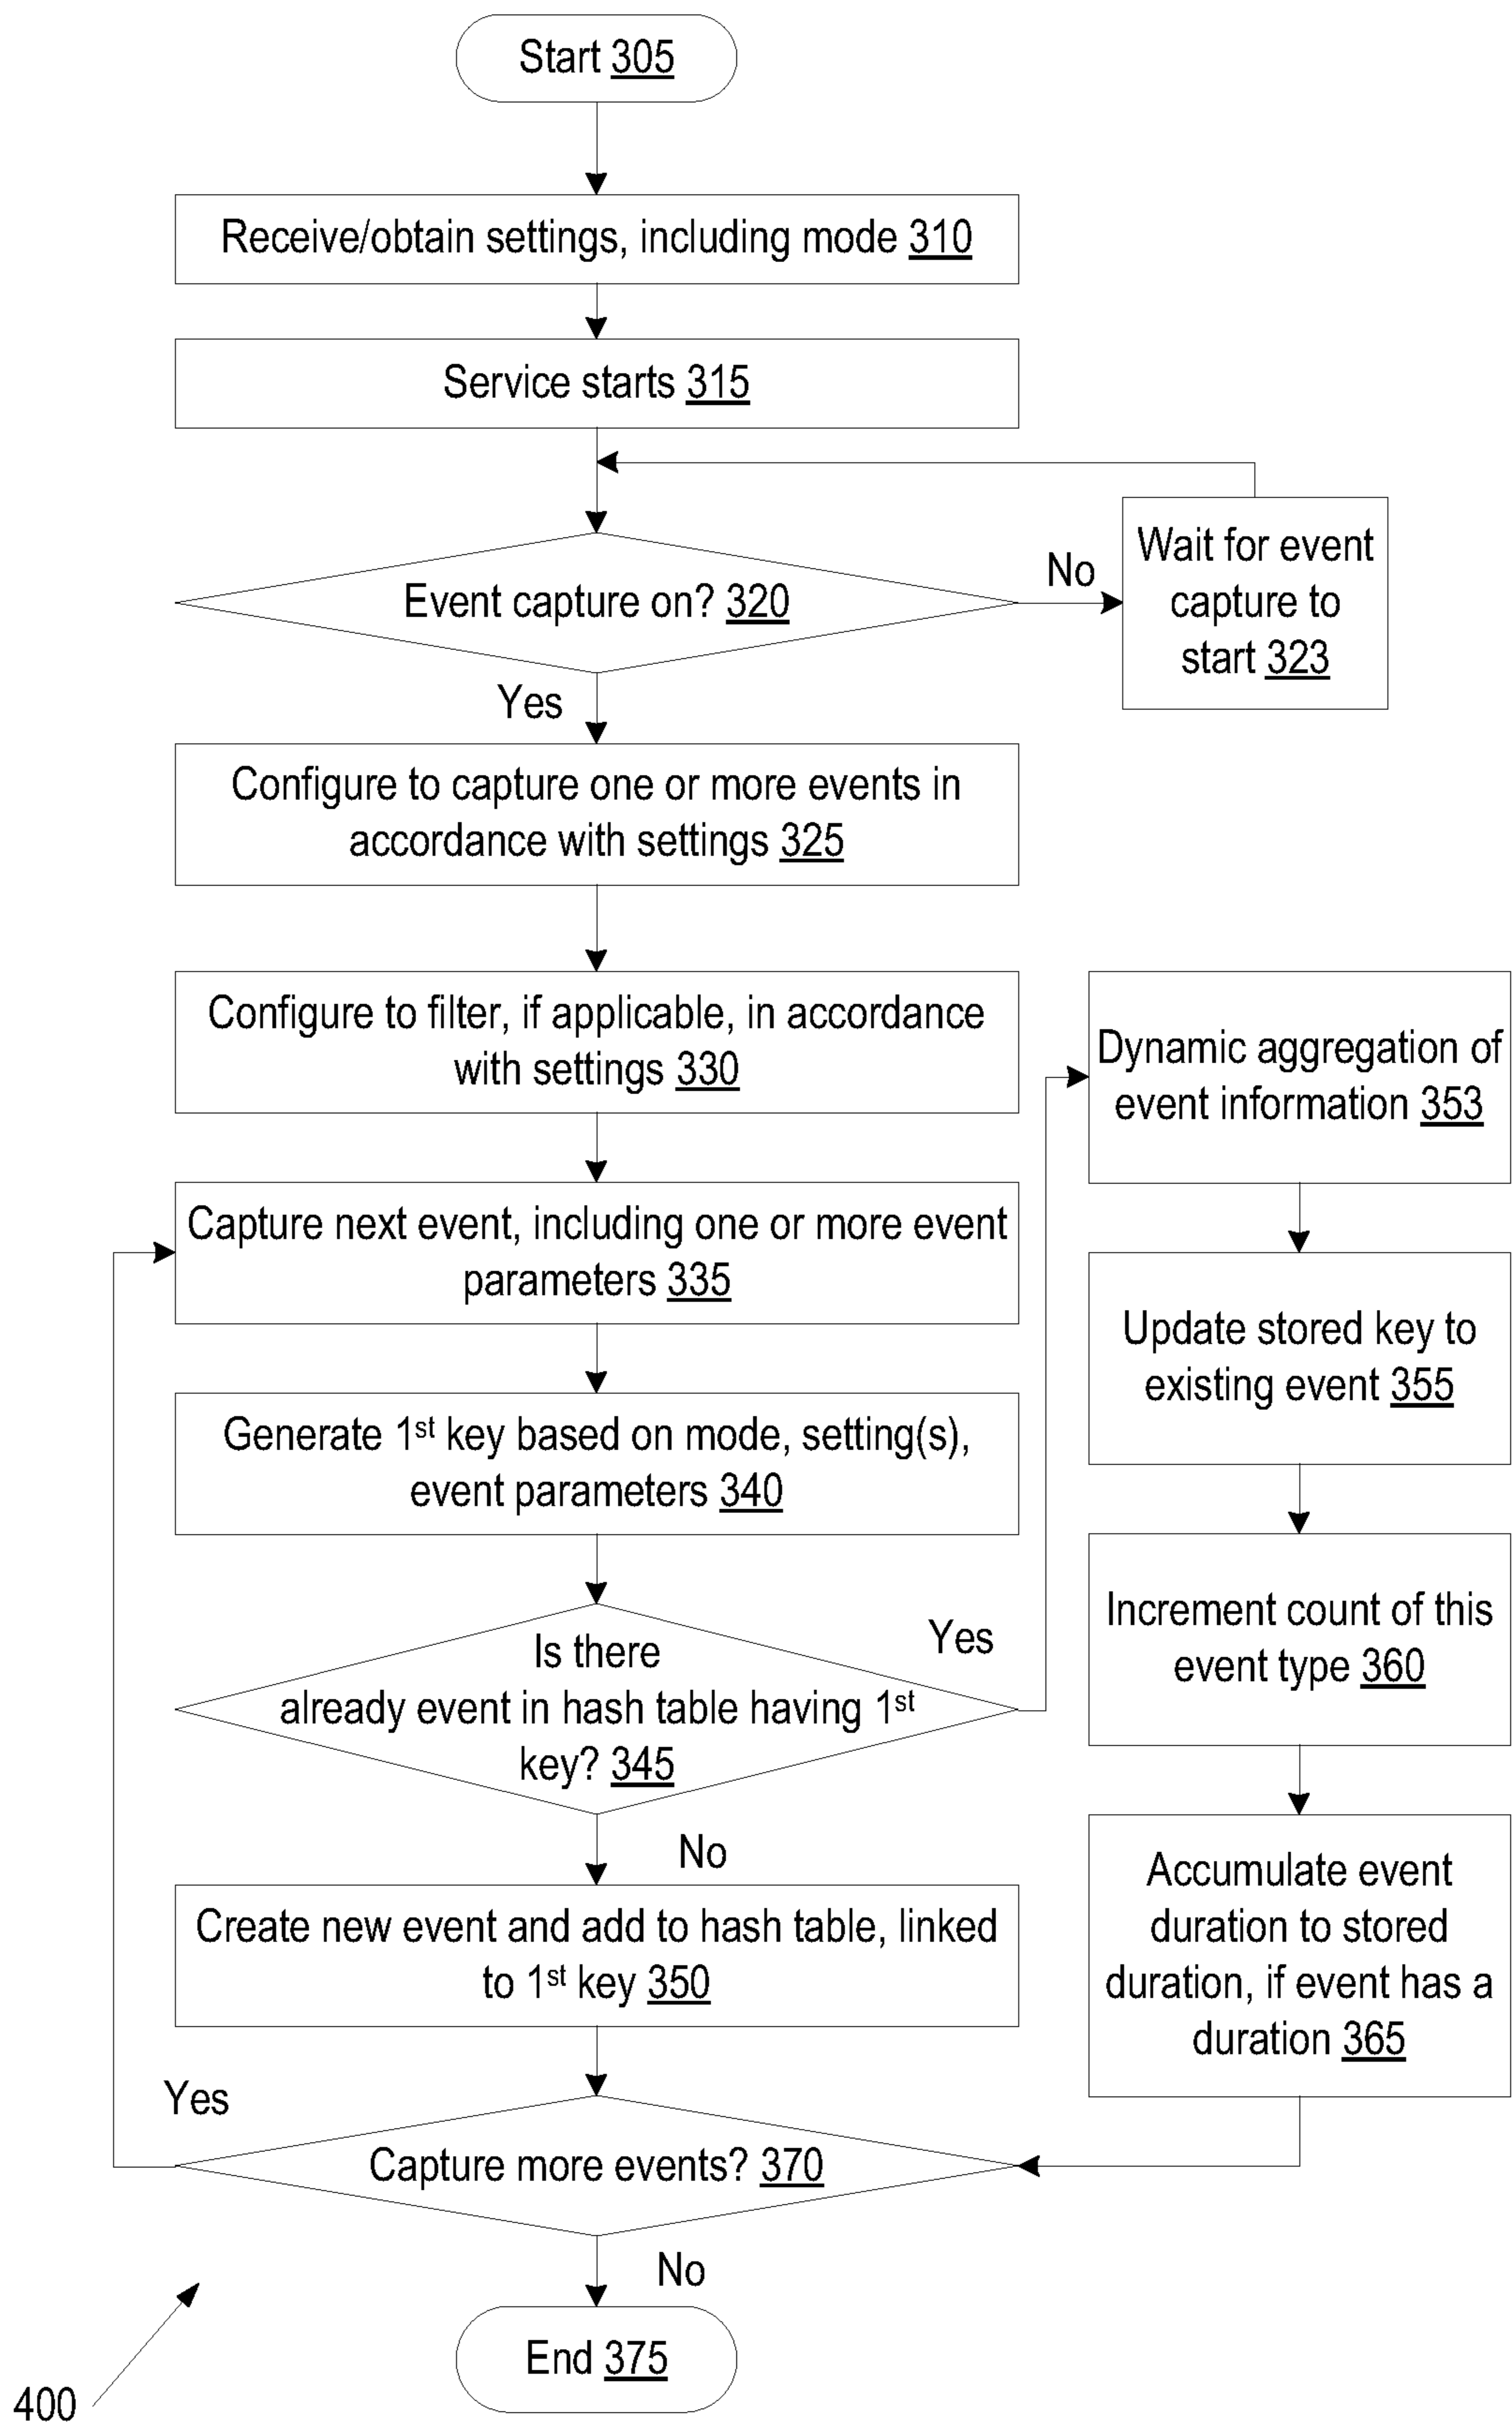 Start 305
Receive/obtain settings, including mode 310
Service starts 315
Event capture on? 320
No
Wait for event
capture to
start 323
Yes
Configure to capture one or more events in
accordance with settings 325
Configure to filter, if applicable, in accordance
with settings 330
Capture next event, including one or more event
parameters 335
Generate 1st key based on mode, setting(s),
event parameters 340
Is there
already event in hash table having 1st
key? 345
Yes
Dynamic aggregation of
event information 353
Update stored key to
existing event 355
Increment count of this
event type 360
Accumulate event
duration to stored
duration, if event has a
duration 365
No
Create new event and add to hash table, linked
to 1st key 350
Yes
Capture more events? 370
No
End 375
400